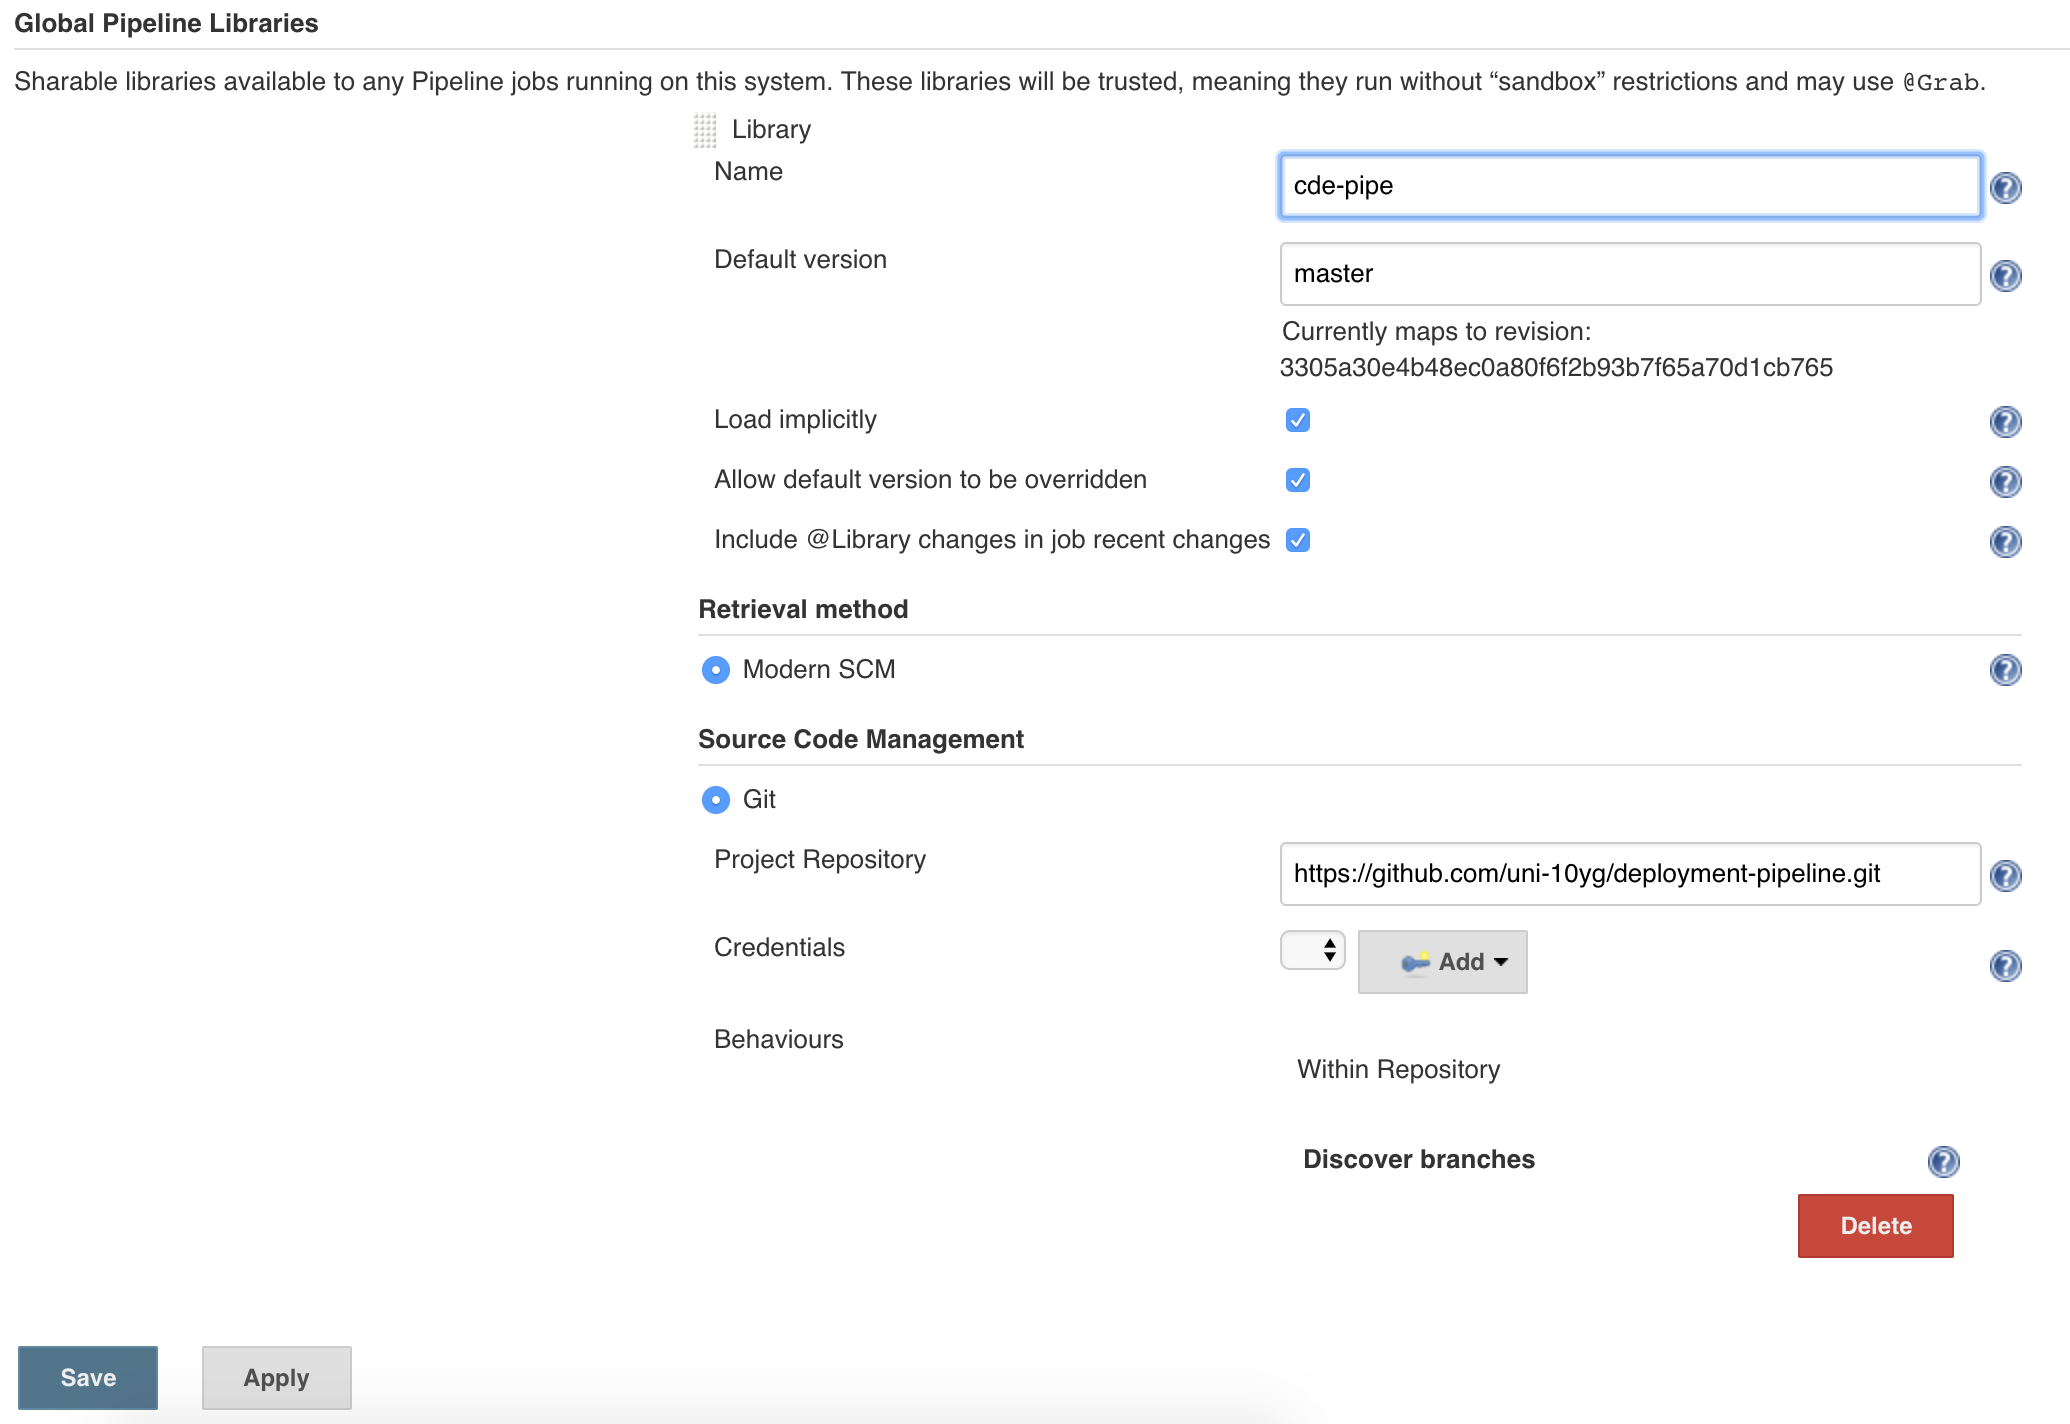 Global Pipeline Libraries
Sharable libraries available to any Pipeline jobs running on this system. These libraries will be trusted, meaning they run without “sandbox” restrictions and may use @Grab.
Library
Name
cde-pipe
Default version
master
Currently maps to revision:
3305a30e4b48ec0a80f6f2b93b7f65a70d1cb765
Load implicitly
Allow default version to be overridden
Include @Library changes in job recent changes
Retrieval method
Modern SCM
Source Code Management
Git
Project Repository
https://github.com/uni-10yg/deployment-pipeline.git
Credentials
Add
Behaviours
Within Repository
Discover branches
Delete
Save
Apply